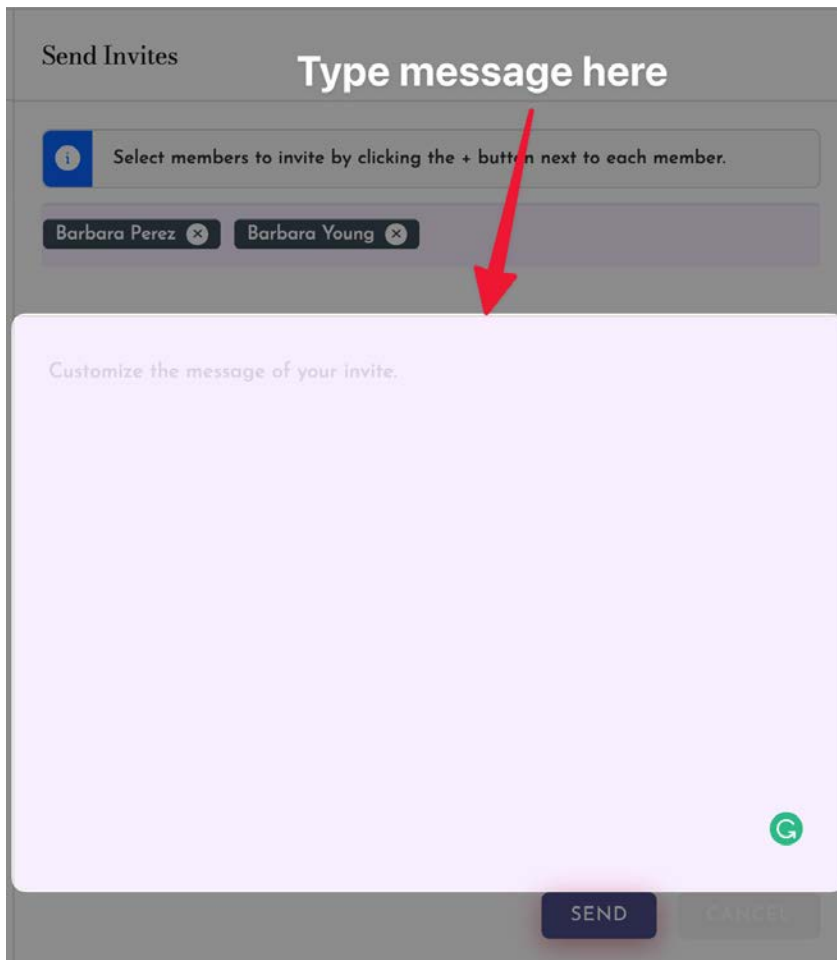 Send Invites
Type message here
i
Select members to invite by clicking the + button next to each member.
Barbara Perez
Barbara Young
Customize the message of your invite.
G
SEND
CANCEL